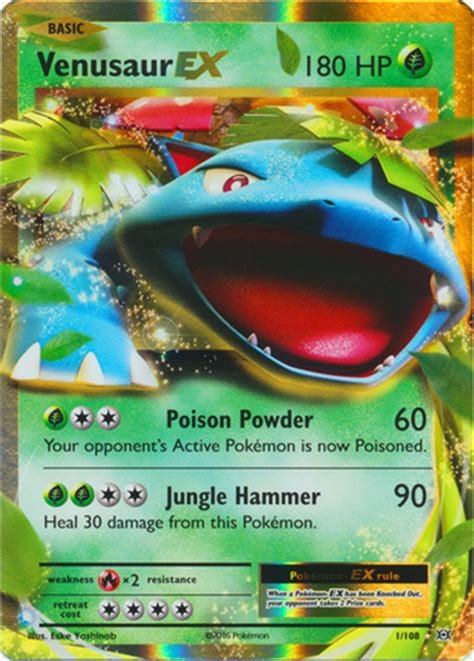 BASIC
Venusaur EX 180 HP
Poison Powder 60
Your opponent's Active Pokémon is now Poisoned.
Jungle Hammer 90
Heal 30 damage from this Pokémon.
weakness ×2 resistance
Pokémon-EX rule
When a Pokémon-EX has been Knocked Out,
your opponent takes 2 Prize cards.
retreat
cost
Illus. Eske Yoshinob ©2016 Pokémon 1/108